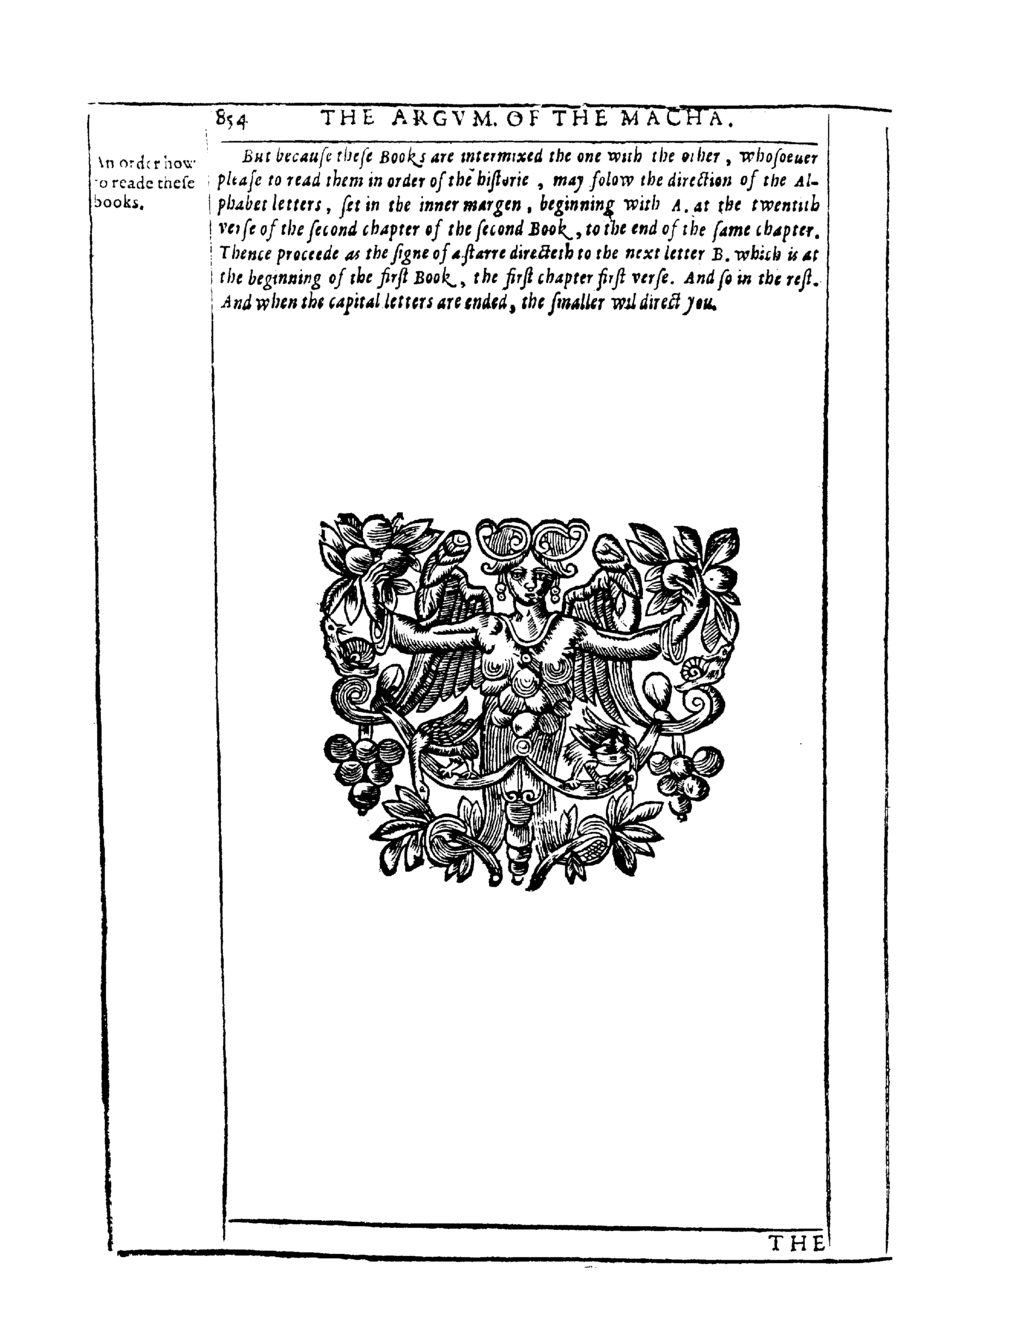 854 THE ARGVM. OF THE MACHA.
An order how
to reade these
books.
But becauſe theſe Books are intermixed the one with the other , whoſoeuer
pleaſe to read them in order of the hiſtorie , may folow the direction of the Al-
phabet letters , ſet in the inner margen , beginning with A. at the twentith
verſe of the ſecond chapter of the ſecond Book , to the end of the ſame chapter.
Thence proceede as the ſigne of a ſtarre directeth to the next letter B. which is at
the beginning of the firſt Book , the firſt chapter firſt verſe. And ſo in the reſt.
And when the capital letters are ended, the ſmaller wil direct you.
THE